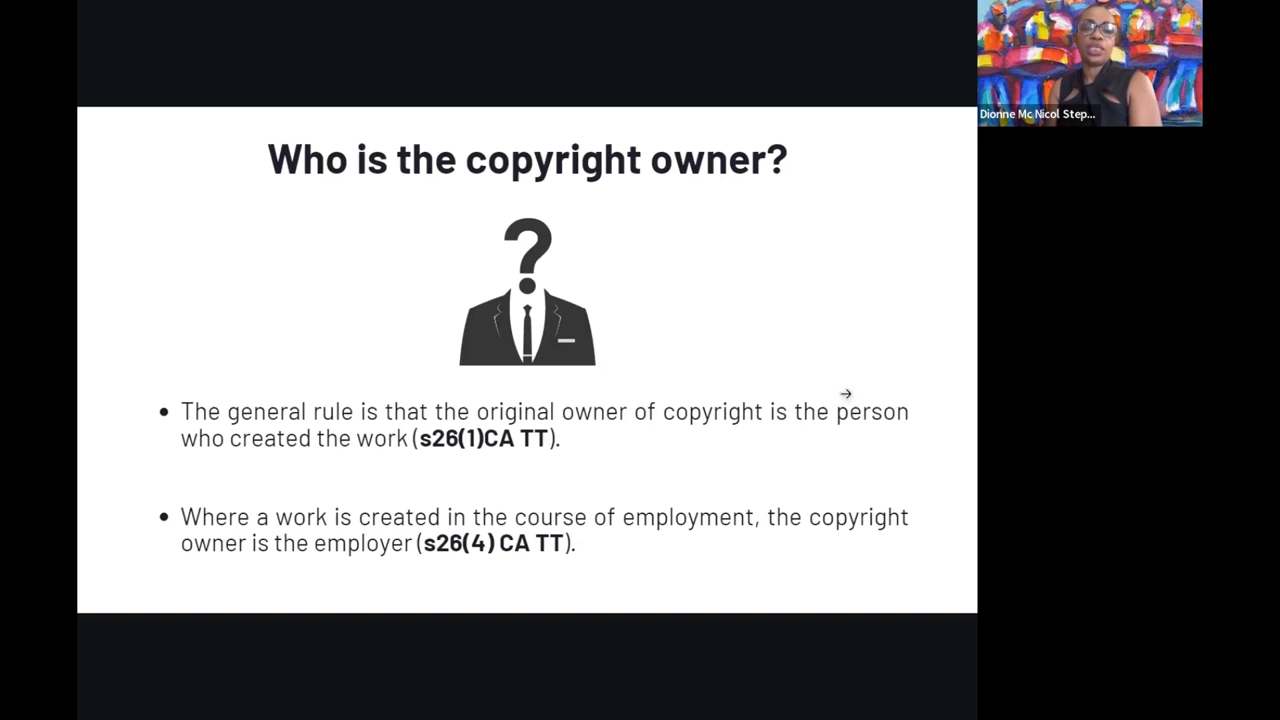 Who is the copyright owner?
?
• The general rule is that the original owner of copyright is the person
who created the work (s26(1)CA TT).
• Where a work is created in the course of employment, the copyright
owner is the employer (s26(4) CA TT).
Dionne Mc Nicol Step...